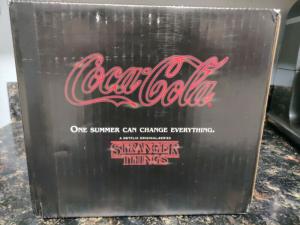 Coca-Cola
ONE SUMMER CAN CHANGE EVERYTHING.
A NETFLIX ORIGINAL SERIES
STRANGER
THINGS